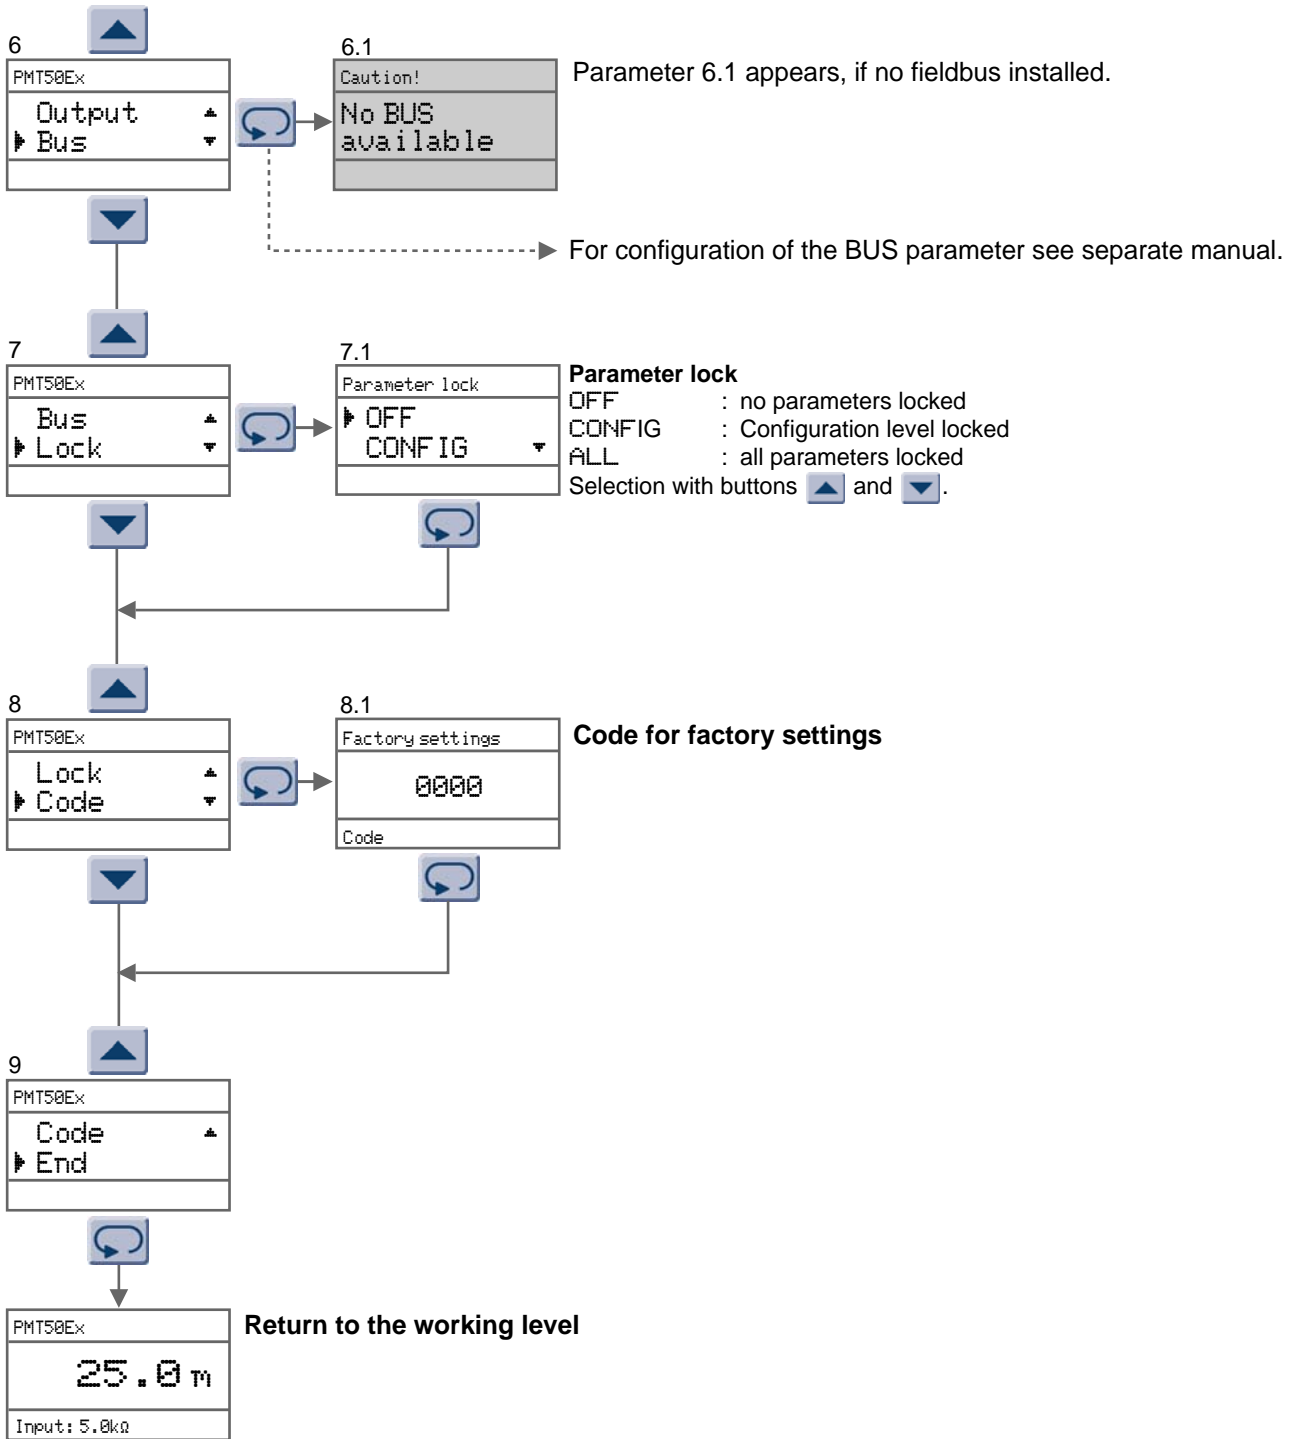 6
PMT50Ex
Output
Bus
6.1
Caution!
No BUS
available
Parameter 6.1 appears, if no fieldbus installed.
For configuration of the BUS parameter see separate manual.
7
PMT50Ex
Bus
Lock
7.1
Parameter lock
OFF
CONFIG
Parameter lock
OFF : no parameters locked
CONFIG : Configuration level locked
ALL : all parameters locked
Selection with buttons and .
8
PMT50Ex
Lock
Code
8.1
Factory settings
0000
Code
Code for factory settings
9
PMT50Ex
Code
End
PMT50Ex
25.0 m
Input: 5.0kΩ
Return to the working level